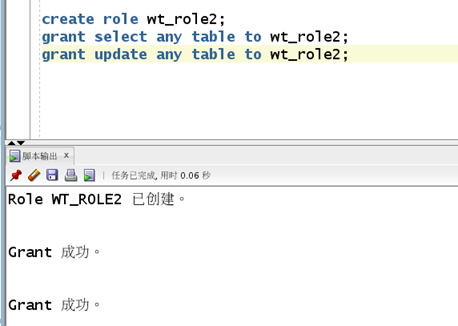 create role wt_role2;
grant select any table to wt_role2;
grant update any table to wt_role2;
脚本输出 x
任务已完成, 用时 0.06 秒
Role WT_ROLE2 已创建。
Grant 成功。
Grant 成功。